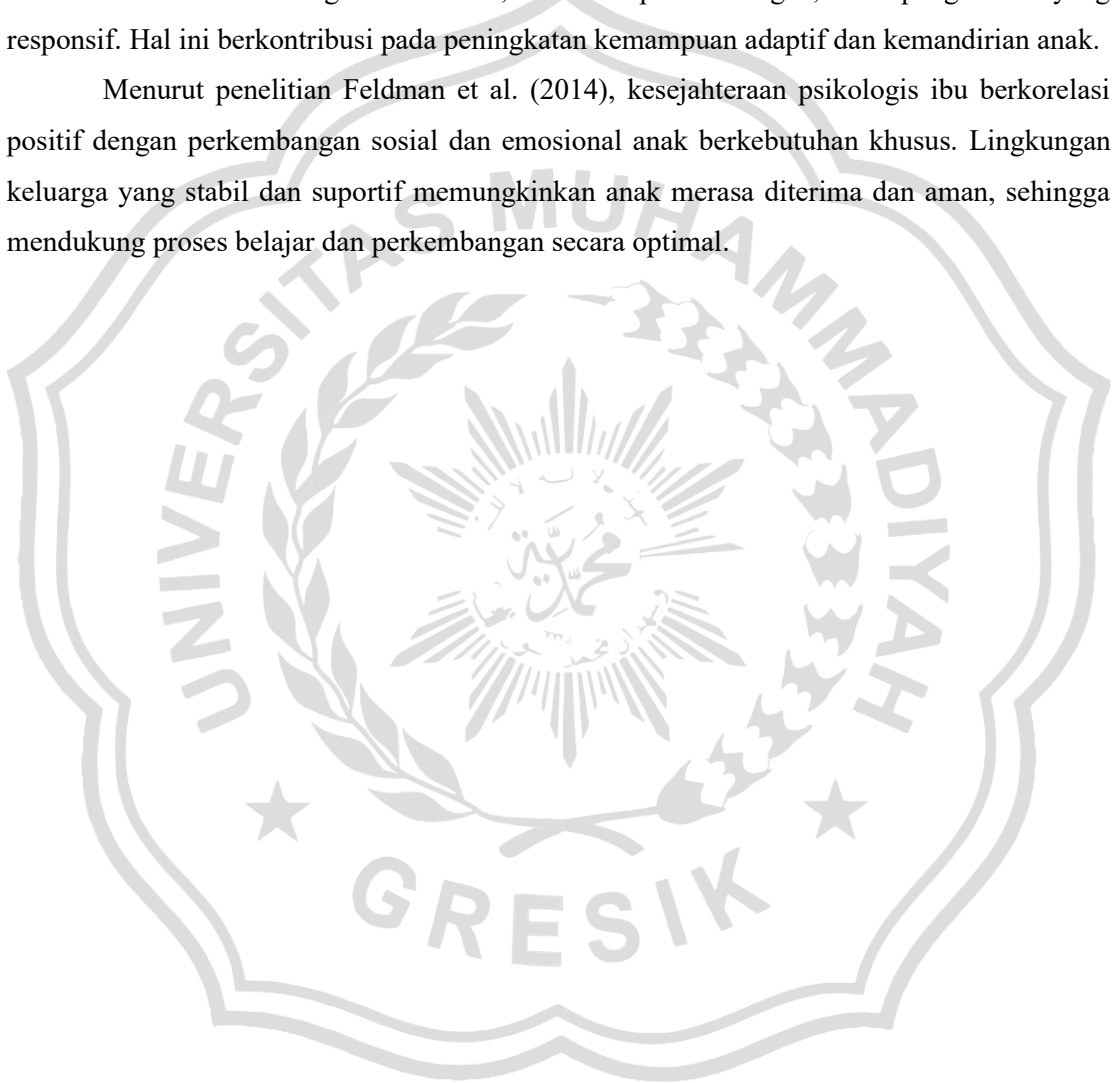 responsif. Hal ini berkontribusi pada peningkatan kemampuan adaptif dan kemandirian anak.
Menurut penelitian Feldman et al. (2014), kesejahteraan psikologis ibu berkorelasi
positif dengan perkembangan sosial dan emosional anak berkebutuhan khusus. Lingkungan
keluarga yang stabil dan suportif memungkinkan anak merasa diterima dan aman, sehingga
mendukung proses belajar dan perkembangan secara optimal.
UNIVERSITAS MUHAMMADIYAH
محمد
GRESIK